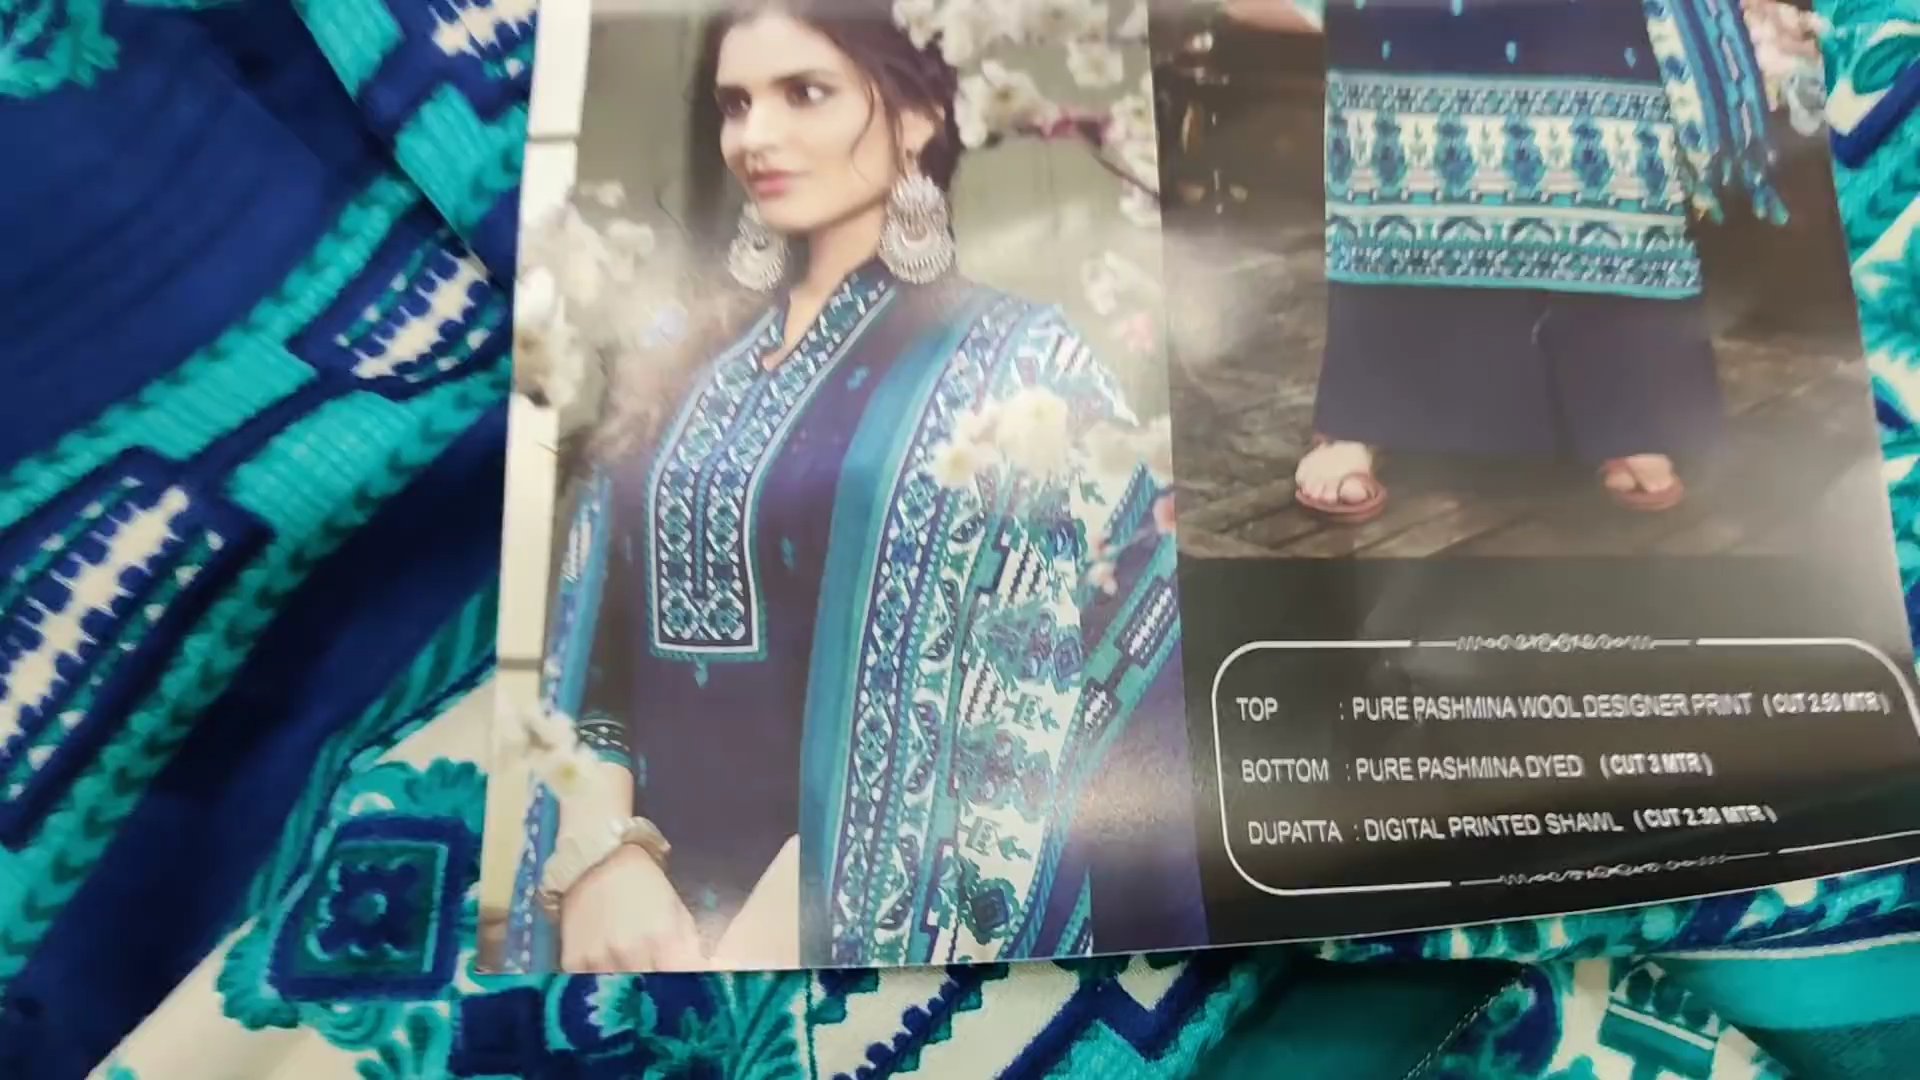 TOP : PURE PASHMINA WOOL DESIGNER PRINT ( CUT 2.50 MTR )
BOTTOM : PURE PASHMINA DYED ( CUT 3 MTR )
DUPATTA : DIGITAL PRINTED SHAWL ( CUT 2.30 MTR )